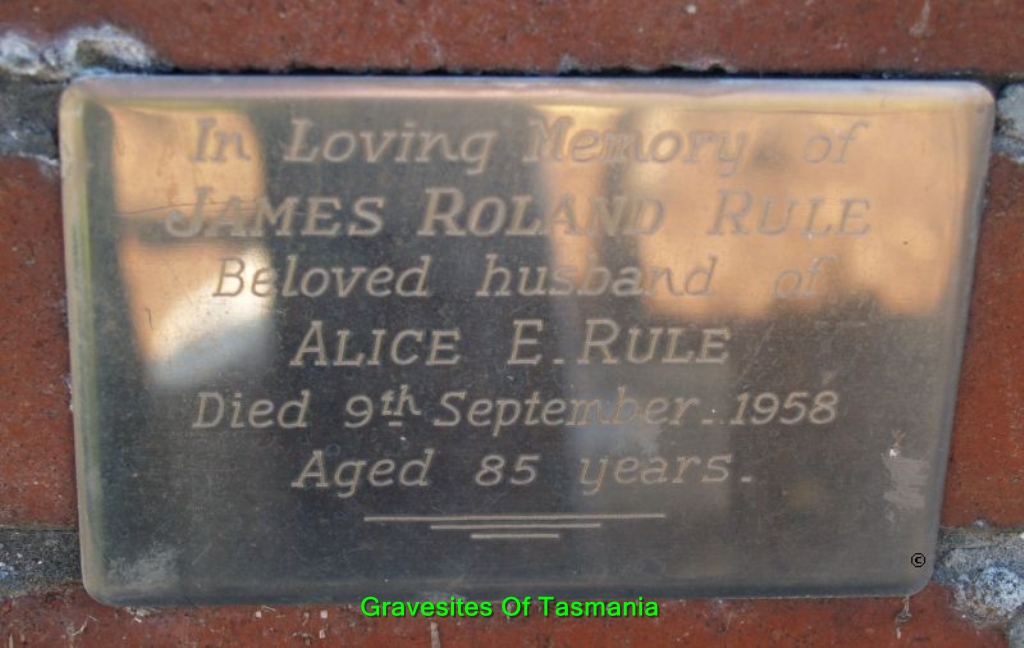 In Loving Memory of
JAMES ROLAND RULE
Beloved husband of
ALICE E. RULE
Died 9th September. 1958
Aged 85 years.
©
Gravesites Of Tasmania